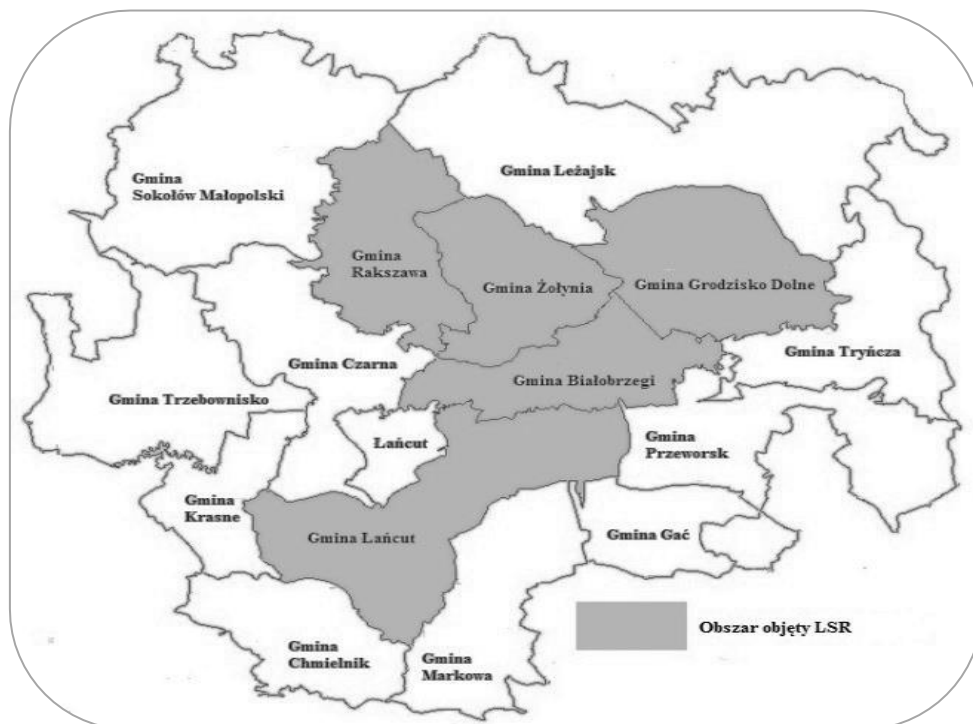 Gmina
Sokołów Małopolski
Gmina Leżajsk
Gmina
Rakszawa
Gmina Żołynia
Gmina Grodzisko Dolne
Gmina Czarna
Gmina Tryńcza
Gmina Białobrzegi
Gmina Trzebownisko
Łańcut
Gmina
Przeworsk
Gmina
Krasne
Gmina Łańcut
Gmina Gać
Obszar objęty LSR
Gmina
Chmielnik
Gmina
Markowa